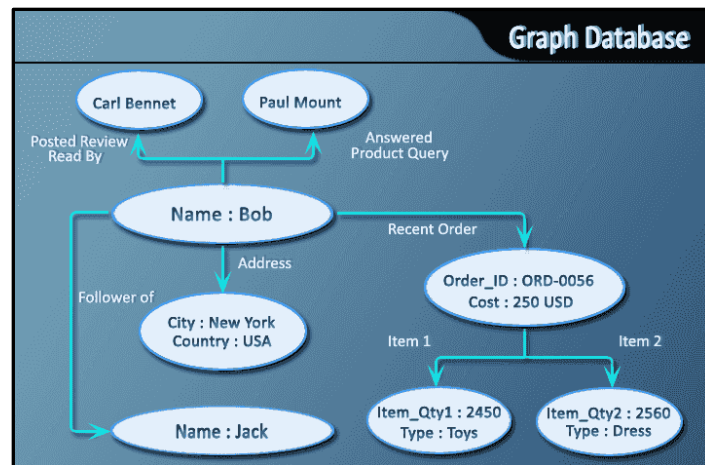 Graph Database
Carl Bennet
Paul Mount
Posted Review
Read By
Answered
Product Query
Name : Bob
Recent Order
Address
Follower of
Order_ID : ORD-0056
Cost : 250 USD
City : New York
Country : USA
Item 1
Item 2
Name : Jack
Item_Qty1 : 2450
Type : Toys
Item_Qty2 : 2560
Type : Dress